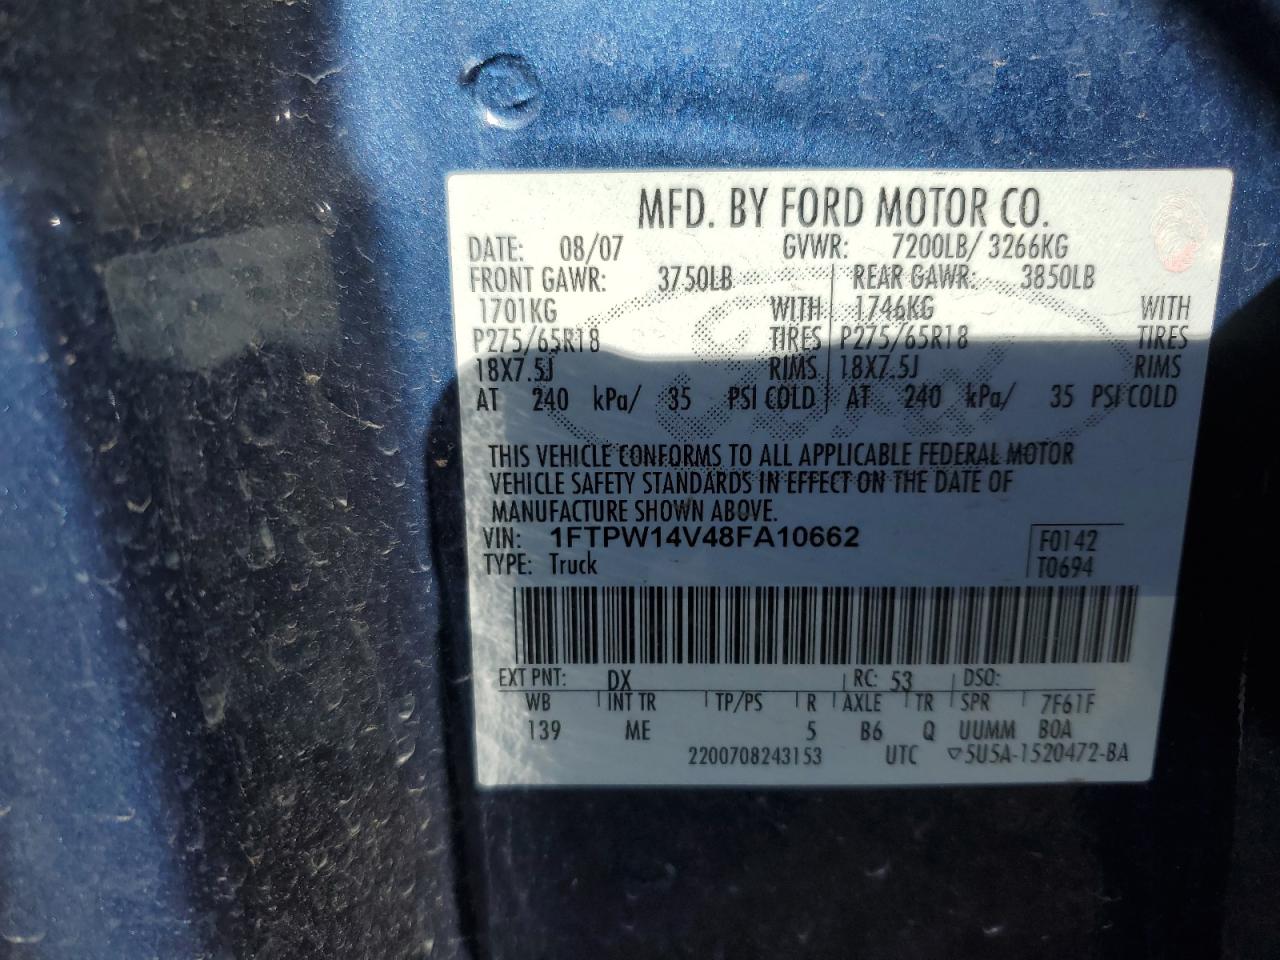 MFD. BY FORD MOTOR CO.
DATE: 08/07 GVWR: 7200LB/ 3266KG
FRONT GAWR: 3750LB REAR GAWR: 3850LB
1701KG WITH 1746KG WITH
P275/65R18 TIRES P275/65R18 TIRES
18X7.5J RIMS 18X7.5J RIMS
AT 240 kPa/ 35 PSI COLD AT 240 kPa/ 35 PSI COLD
THIS VEHICLE CONFORMS TO ALL APPLICABLE FEDERAL MOTOR
VEHICLE SAFETY STANDARDS IN EFFECT ON THE DATE OF
MANUFACTURE SHOWN ABOVE.
VIN: 1FTPW14V48FA10662 F0142
TYPE: Truck T0694
EXT PNT: DX RC: 53 DSO:
WB INT TR TP/PS R AXLE TR SPR 7F61F
139 ME 5 B6 Q UUMM BOA
2200708243153 UTC ▽5U5A-1520472-BA